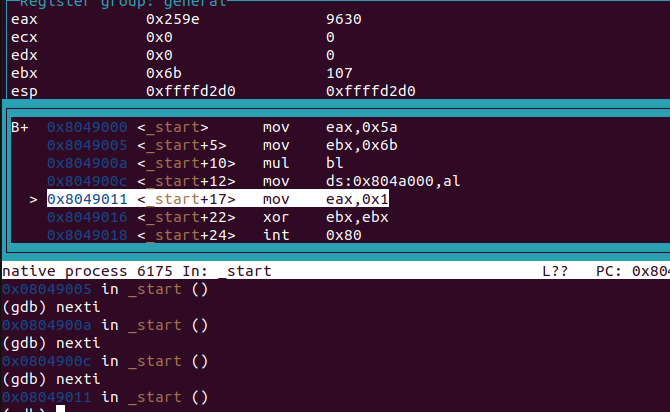 Register group: general
eax 0x259e 9630
ecx 0x0 0
edx 0x0 0
ebx 0x6b 107
esp 0xffffd2d0 0xffffd2d0
B+ 0x8049000 <_start> mov eax,0x5a
0x8049005 <_start+5> mov ebx,0x6b
0x804900a <_start+10> mul bl
0x804900c <_start+12> mov ds:0x804a000,al
> 0x8049011 <_start+17> mov eax,0x1
0x8049016 <_start+22> xor ebx,ebx
0x8049018 <_start+24> int 0x80
native process 6175 In: _start L?? PC: 0x804
0x08049005 in _start ()
(gdb) nexti
0x0804900a in _start ()
(gdb) nexti
0x0804900c in _start ()
(gdb) nexti
0x08049011 in _start ()
(gdb)